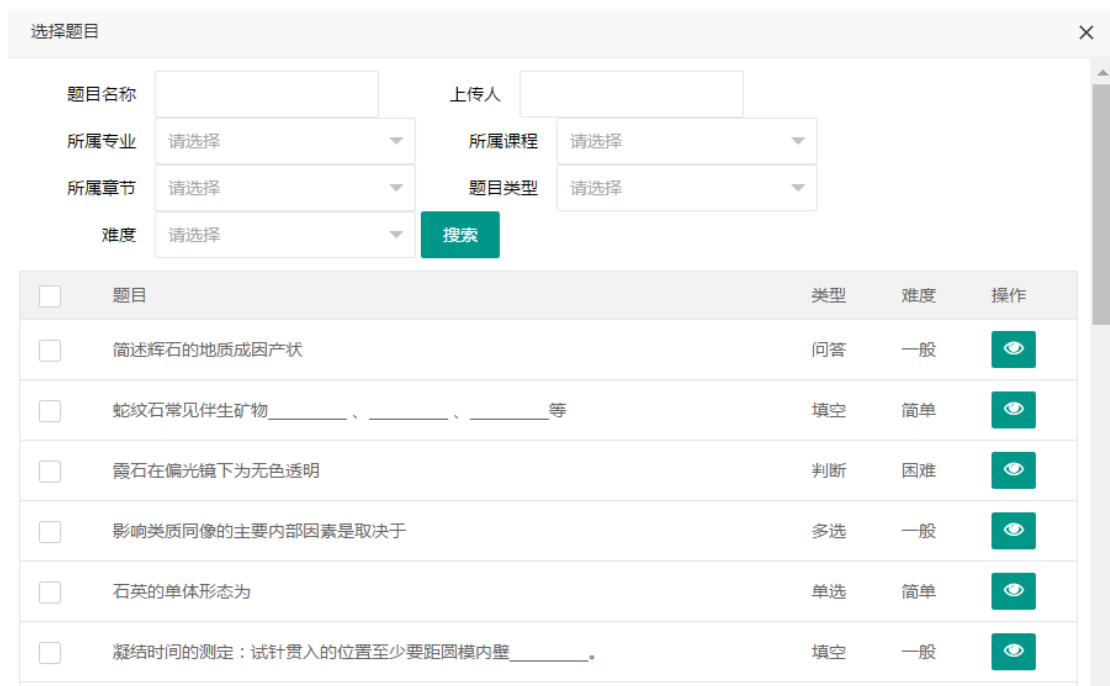 选择题目
题目名称 上传人
所属专业 请选择 所属课程 请选择
所属章节 请选择 题目类型 请选择
难度 请选择 搜索
题目 类型 难度 操作
简述辉石的地质成因产状 问答 一般
蛇纹石常见伴生矿物_________ 、_________ 、_________等 填空 简单
霞石在偏光镜下为无色透明 判断 困难
影响类质同像的主要内部因素是取决于 多选 一般
石英的单体形态为 单选 简单
凝结时间的测定：试针贯入的位置至少要距圆模内壁_________。 填空 一般